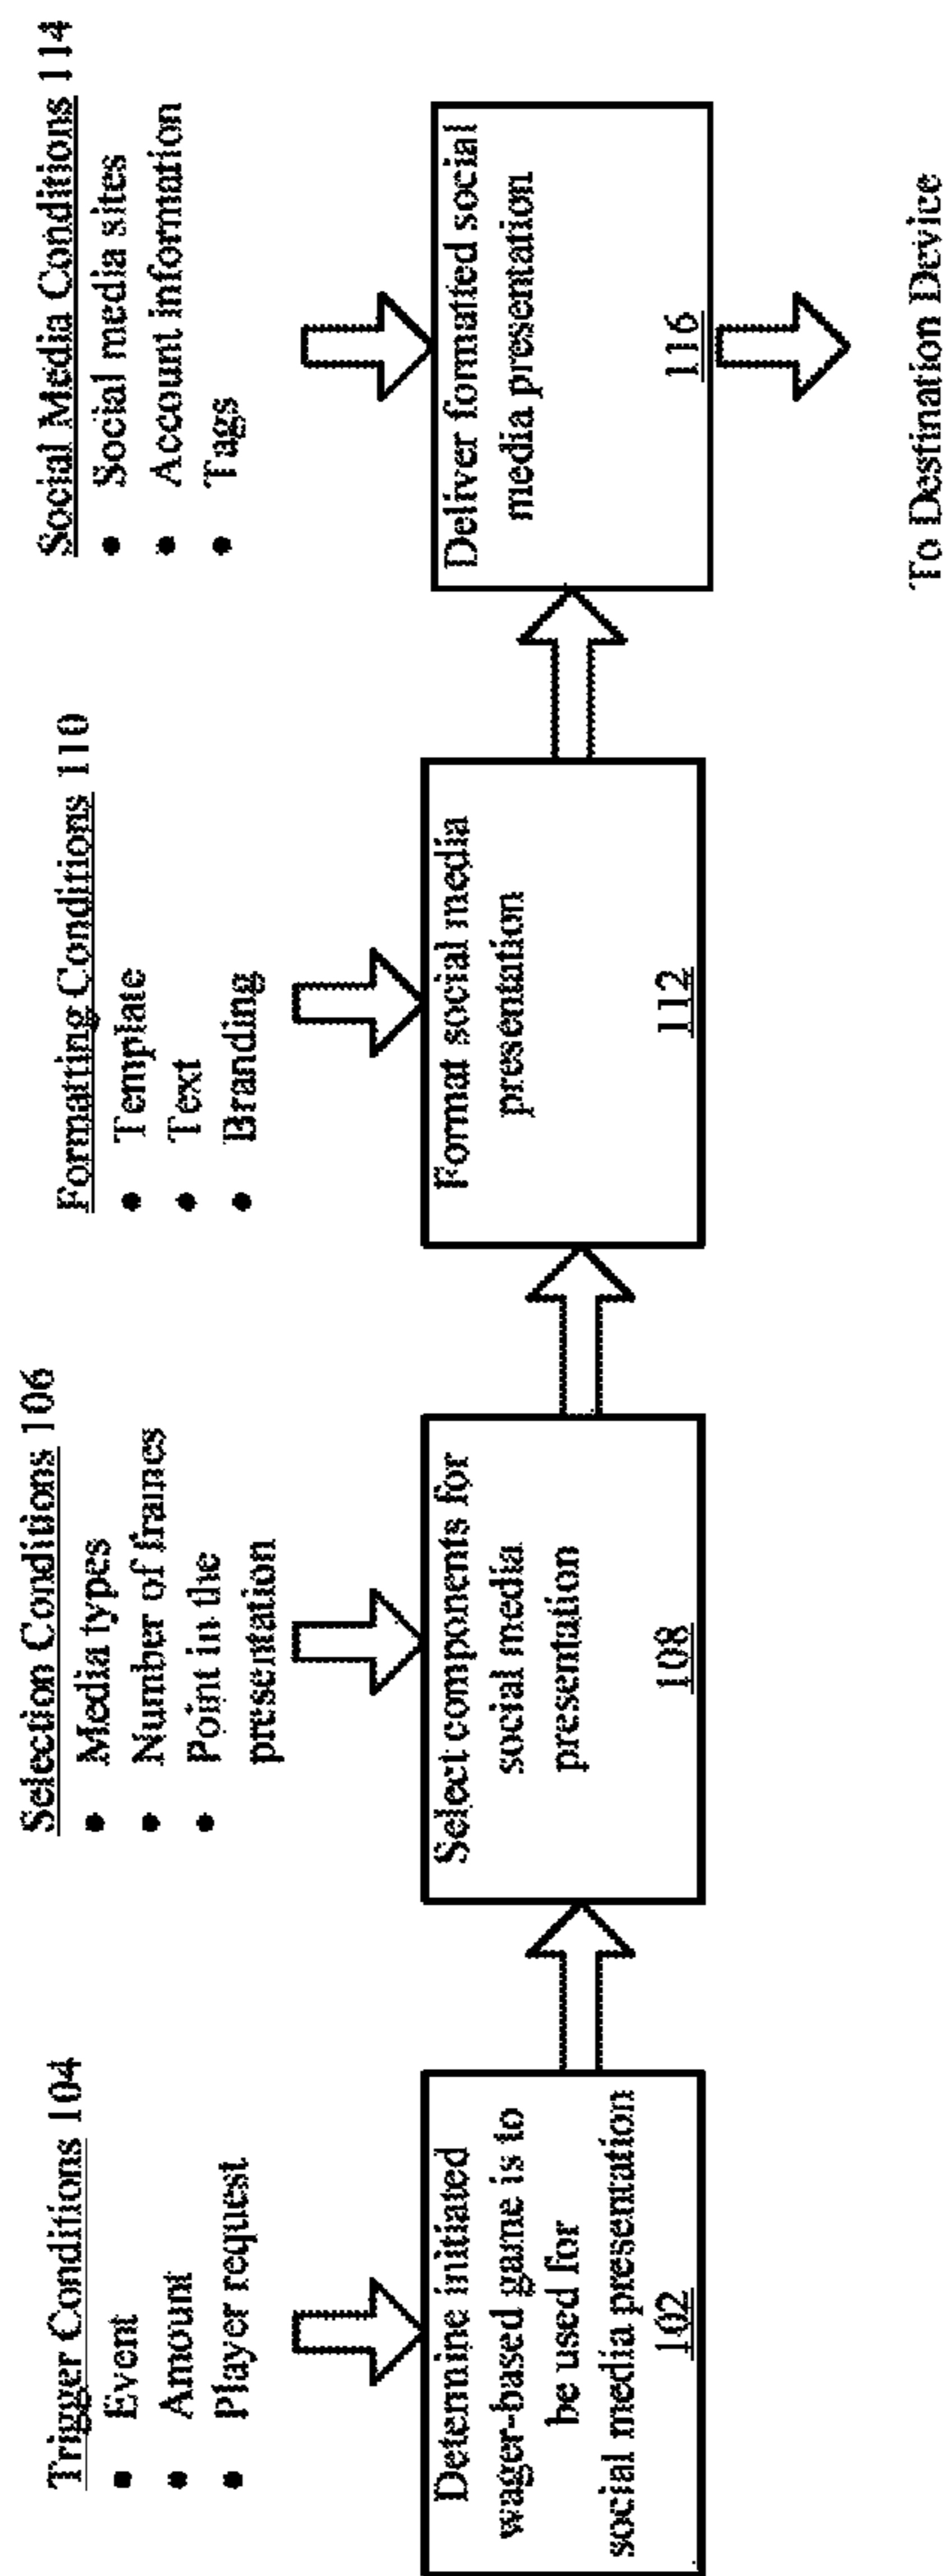 Trigger Conditions 104
• Event
• Amount
• Player request
Determine initiated
wager-based game is to
be used for
social media presentation
102
Selection Conditions 106
• Media types
• Number of frames
• Point in the
presentation
Select components for
social media
presentation
108
Formatting Conditions 110
• Template
• Text
• Branding
Format social media
presentation
112
Social Media Conditions 114
• Social media sites
• Account information
• Tags
Deliver formatted social
media presentation
116
To Destination Device